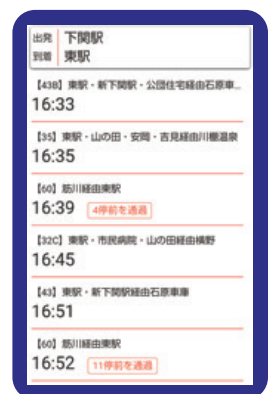 出発 下関駅
到着 東駅
【43B】東駅・新下関駅・公団住宅経由石原車...
16:33
【35】東駅・山の田・安岡・吉見経由川棚温泉
16:35
【60】筋川経由東駅
16:39 4停前を通過
【32C】東駅・市民病院・山の田経由横野
16:45
【43】東駅・新下関駅経由石原車庫
16:51
【60】筋川経由東駅
16:52 11停前を通過